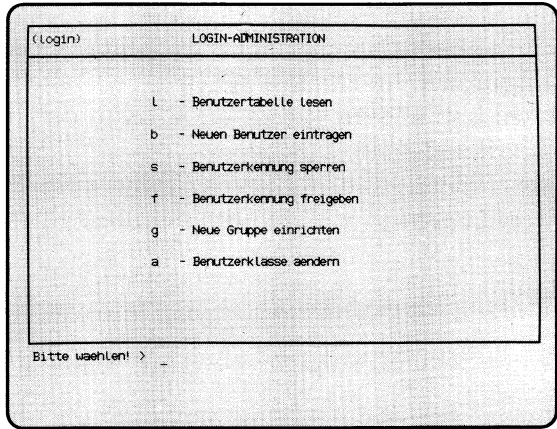 (login) LOGIN-ADMINISTRATION
l - Benutzertabelle lesen
b - Neuen Benutzer eintragen
s - Benutzerkennung sperren
f - Benutzerkennung freigeben
g - Neue Gruppe einrichten
a - Benutzerklasse aendern
Bitte waehlen! > _